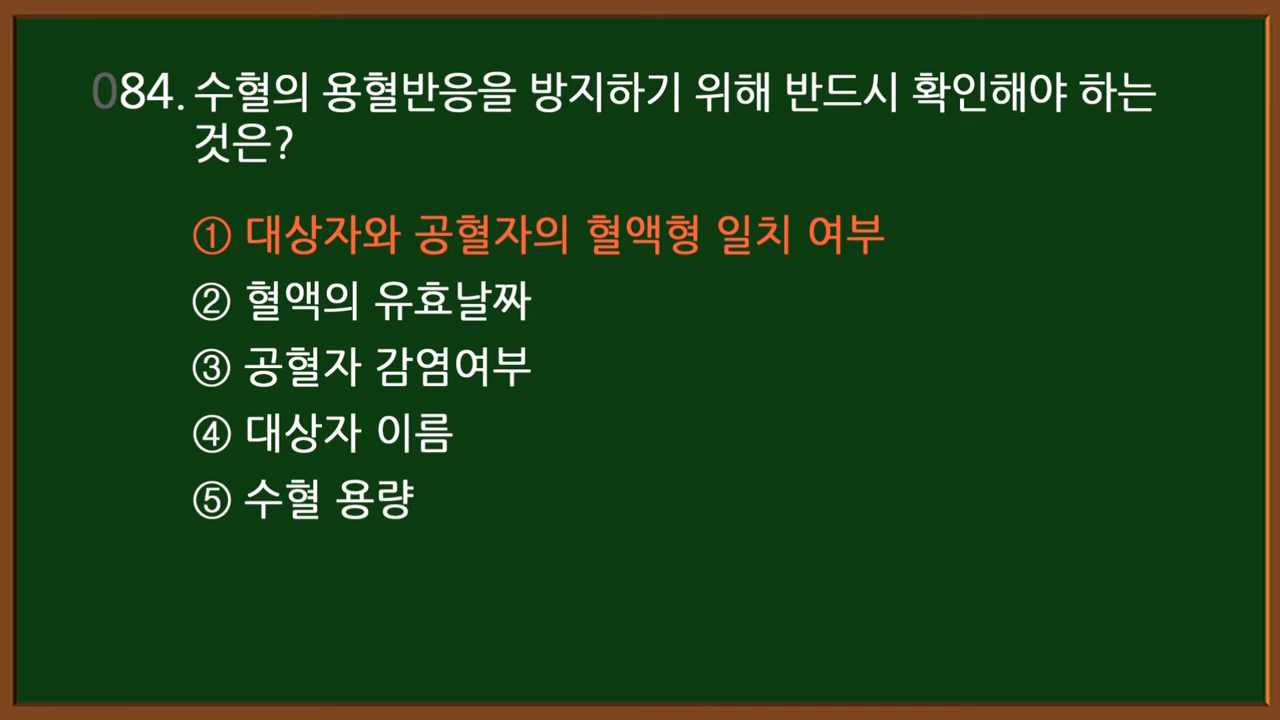 084. 수혈의 용혈반응을 방지하기 위해 반드시 확인해야 하는
것은?
① 대상자와 공혈자의 혈액형 일치 여부
② 혈액의 유효날짜
③ 공혈자 감염여부
④ 대상자 이름
⑤ 수혈 용량